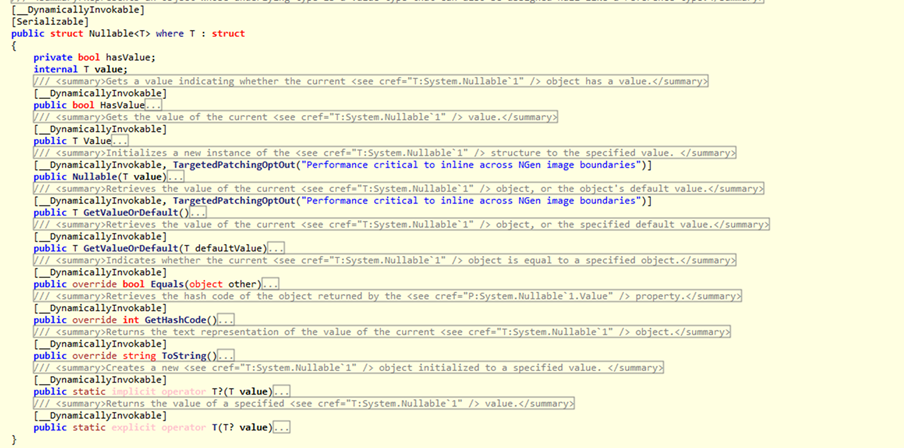 [__DynamicallyInvokable]
[Serializable]
public struct Nullable<T> where T : struct
{
private bool hasValue;
internal T value;
/// <summary>Gets a value indicating whether the current <see cref="T:System.Nullable`1" /> object has a value.</summary>
[__DynamicallyInvokable]
public bool HasValue...
/// <summary>Gets the value of the current <see cref="T:System.Nullable`1" /> value.</summary>
[__DynamicallyInvokable]
public T Value...
/// <summary>Initializes a new instance of the <see cref="T:System.Nullable`1" /> structure to the specified value. </summary>
[__DynamicallyInvokable, TargetedPatchingOptOut("Performance critical to inline across NGen image boundaries")]
public Nullable(T value)...
/// <summary>Retrieves the value of the current <see cref="T:System.Nullable`1" /> object, or the object's default value.</summary>
[__DynamicallyInvokable, TargetedPatchingOptOut("Performance critical to inline across NGen image boundaries")]
public T GetValueOrDefault()...
/// <summary>Retrieves the value of the current <see cref="T:System.Nullable`1" /> object, or the specified default value.</summary>
[__DynamicallyInvokable]
public T GetValueOrDefault(T defaultValue)...
/// <summary>Indicates whether the current <see cref="T:System.Nullable`1" /> object is equal to a specified object.</summary>
[__DynamicallyInvokable]
public override bool Equals(object other)...
/// <summary>Retrieves the hash code of the object returned by the <see cref="P:System.Nullable`1.Value" /> property.</summary>
[__DynamicallyInvokable]
public override int GetHashCode()...
/// <summary>Returns the text representation of the value of the current <see cref="T:System.Nullable`1" /> object.</summary>
[__DynamicallyInvokable]
public override string ToString()...
/// <summary>Creates a new <see cref="T:System.Nullable`1" /> object initialized to a specified value. </summary>
[__DynamicallyInvokable]
public static implicit operator T?(T value)...
/// <summary>Returns the value of a specified <see cref="T:System.Nullable`1" /> value.</summary>
[__DynamicallyInvokable]
public static explicit operator T(T? value)...
}